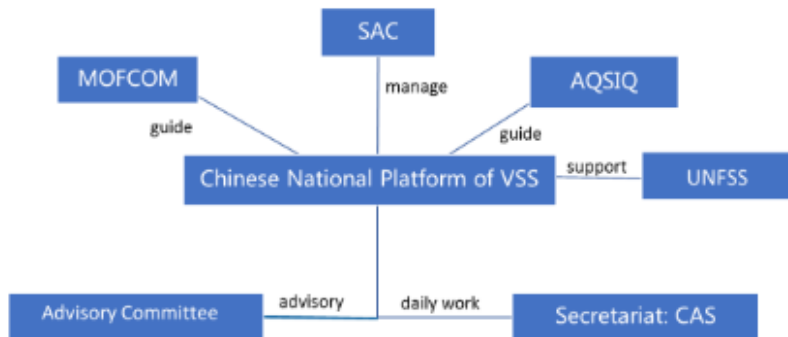 SAC
MOFCOM
AQSIQ
manage
guide
guide
Chinese National Platform of VSS
support
UNFSS
Advisory Committee
advisory
daily work
Secretariat: CAS